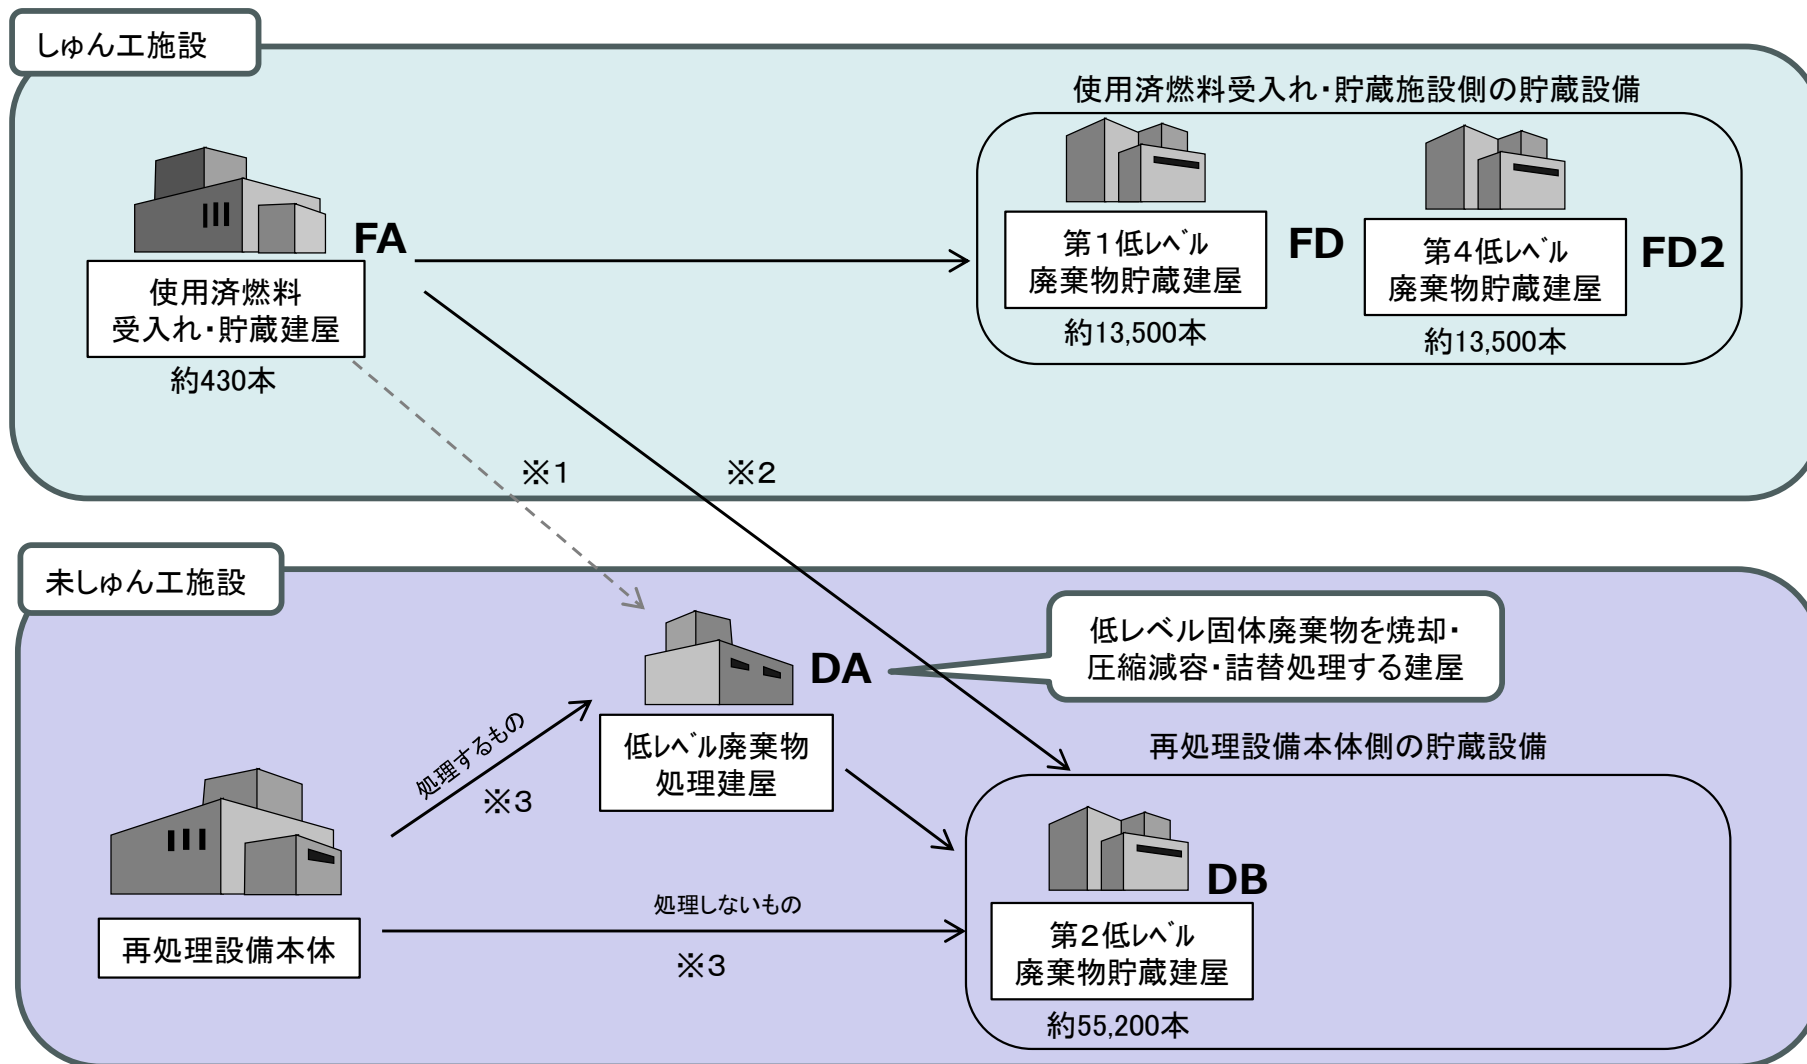 しゅん工施設
使用済燃料受入れ・貯蔵施設側の貯蔵設備
FA
使用済燃料
受入れ・貯蔵建屋
約430本
第1低レベル
廃棄物貯蔵建屋
FD
約13,500本
第4低レベル
廃棄物貯蔵建屋
FD2
約13,500本
※1
※2
未しゅん工施設
DA
低レベル固体廃棄物を焼却・
圧縮減容・詰替処理する建屋
低レベル廃棄物
処理建屋
処理するもの
※3
再処理設備本体
処理しないもの
※3
再処理設備本体側の貯蔵設備
DB
第2低レベル
廃棄物貯蔵建屋
約55,200本